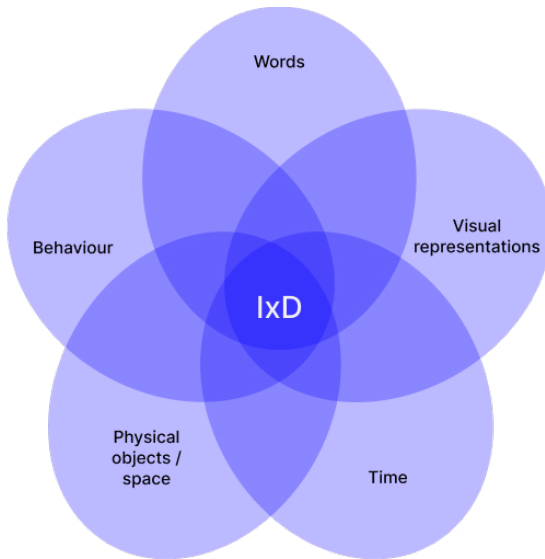 Words
Visual
representations
Behaviour
IxD
Physical
objects /
space
Time